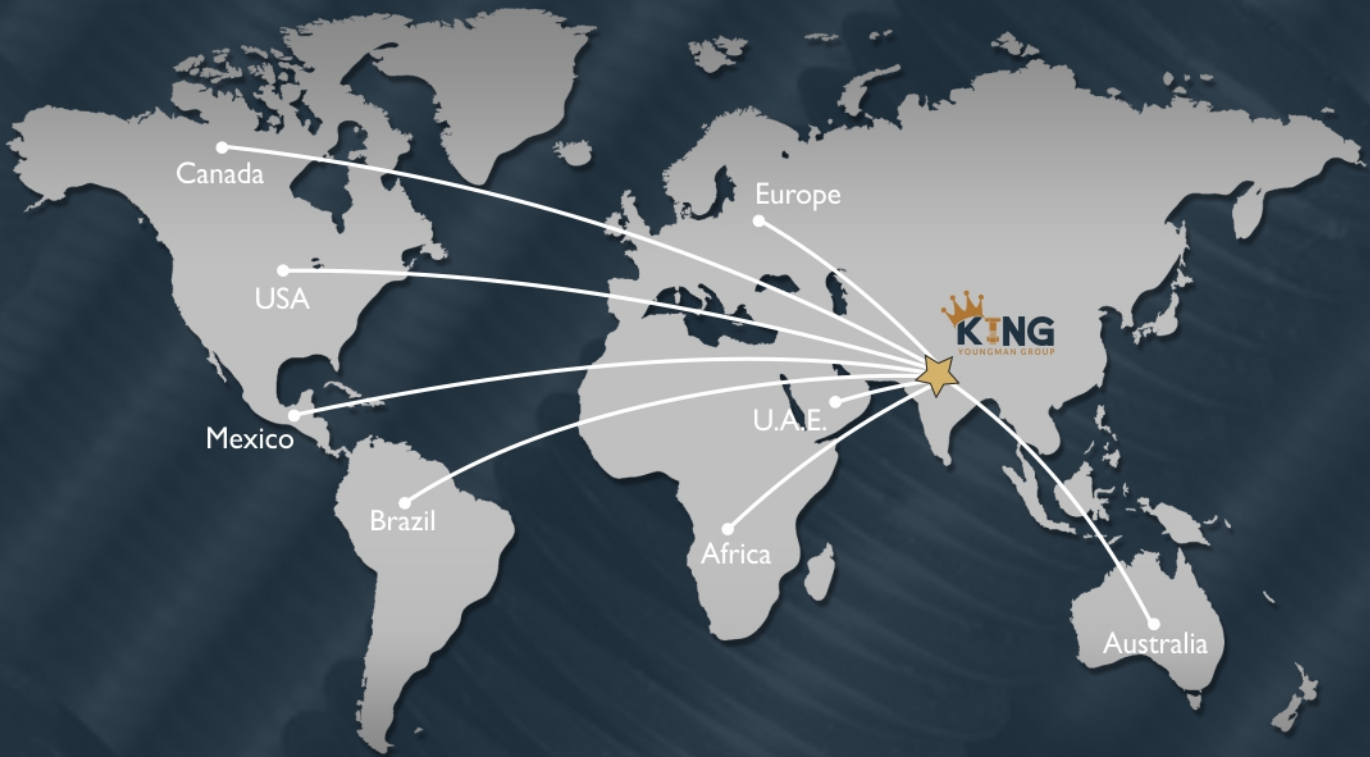 Canada
Europe
USA
KING
YOUNGMAN GROUP
U.A.E.
Mexico
Brazil
Africa
Australia